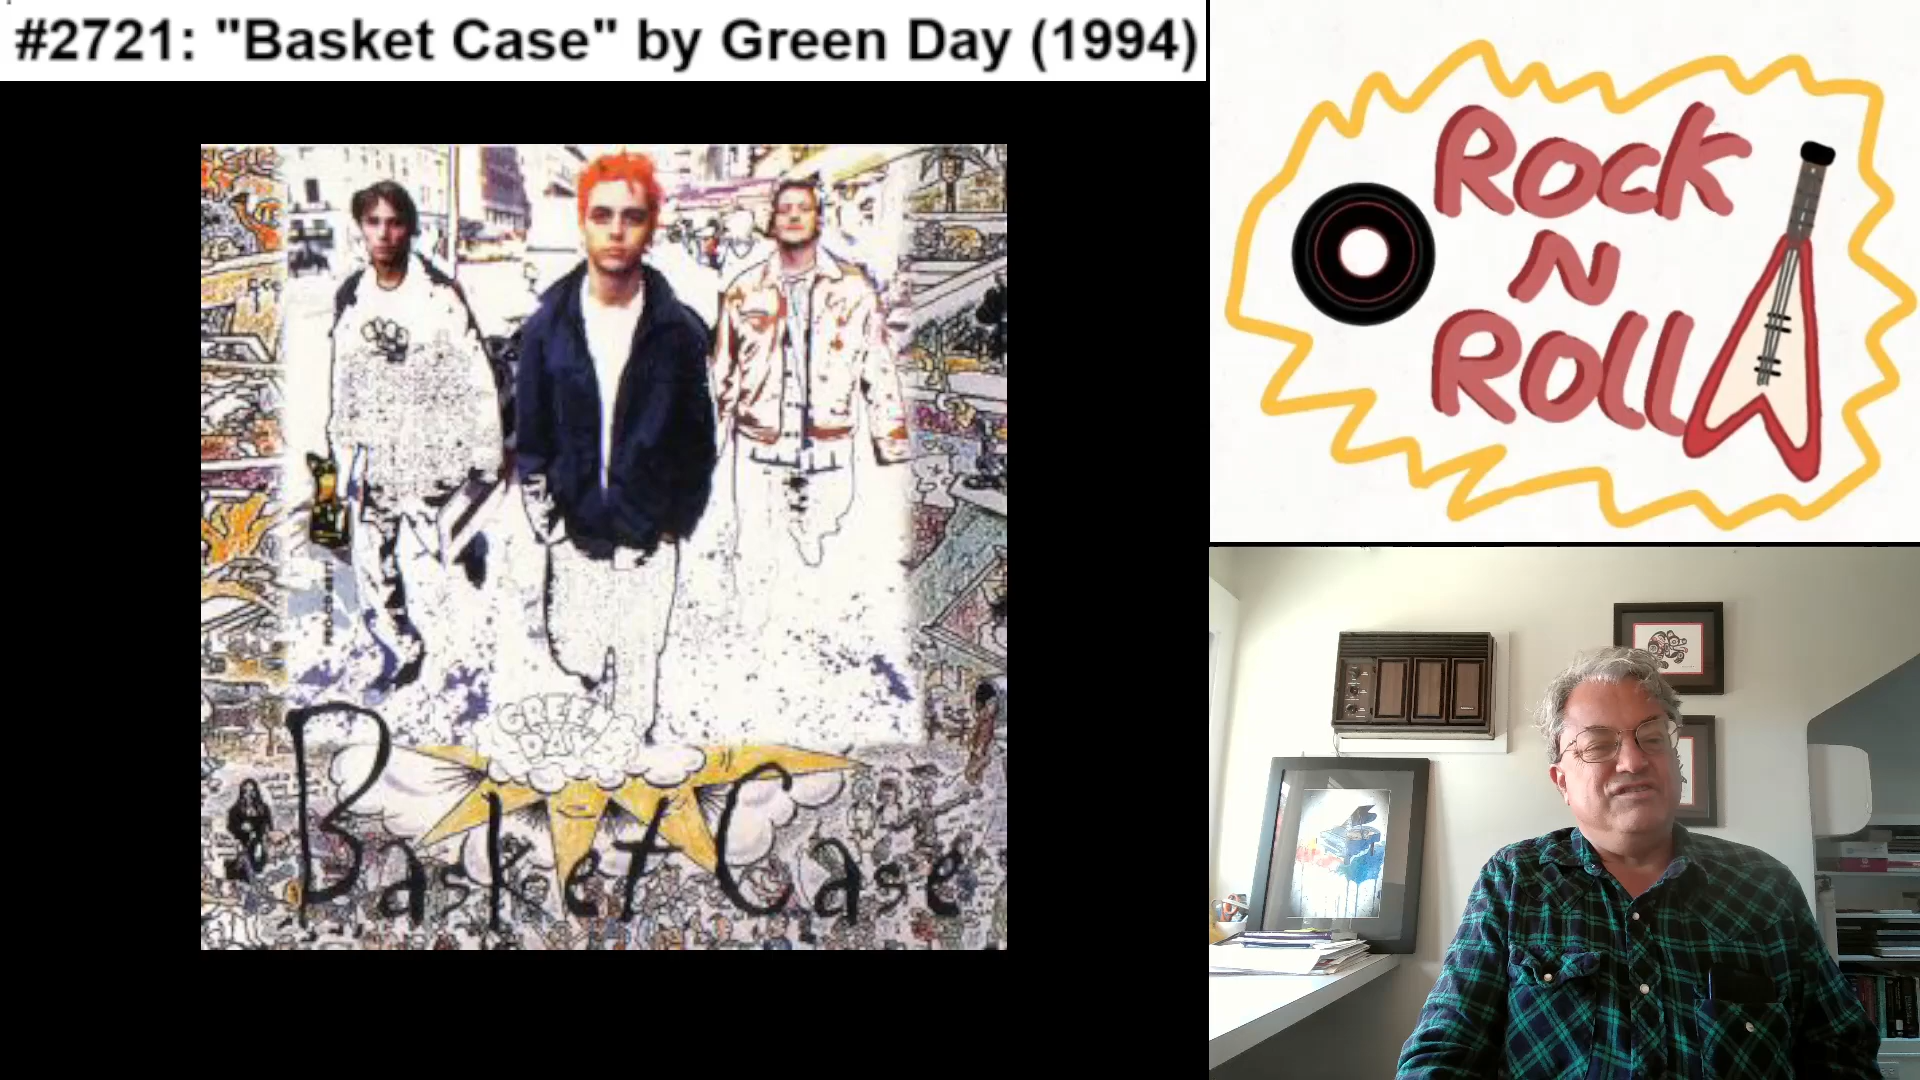 #2721: "Basket Case" by Green Day (1994)
ROCK
N
ROLL
GREEN
DAY
Basket Case